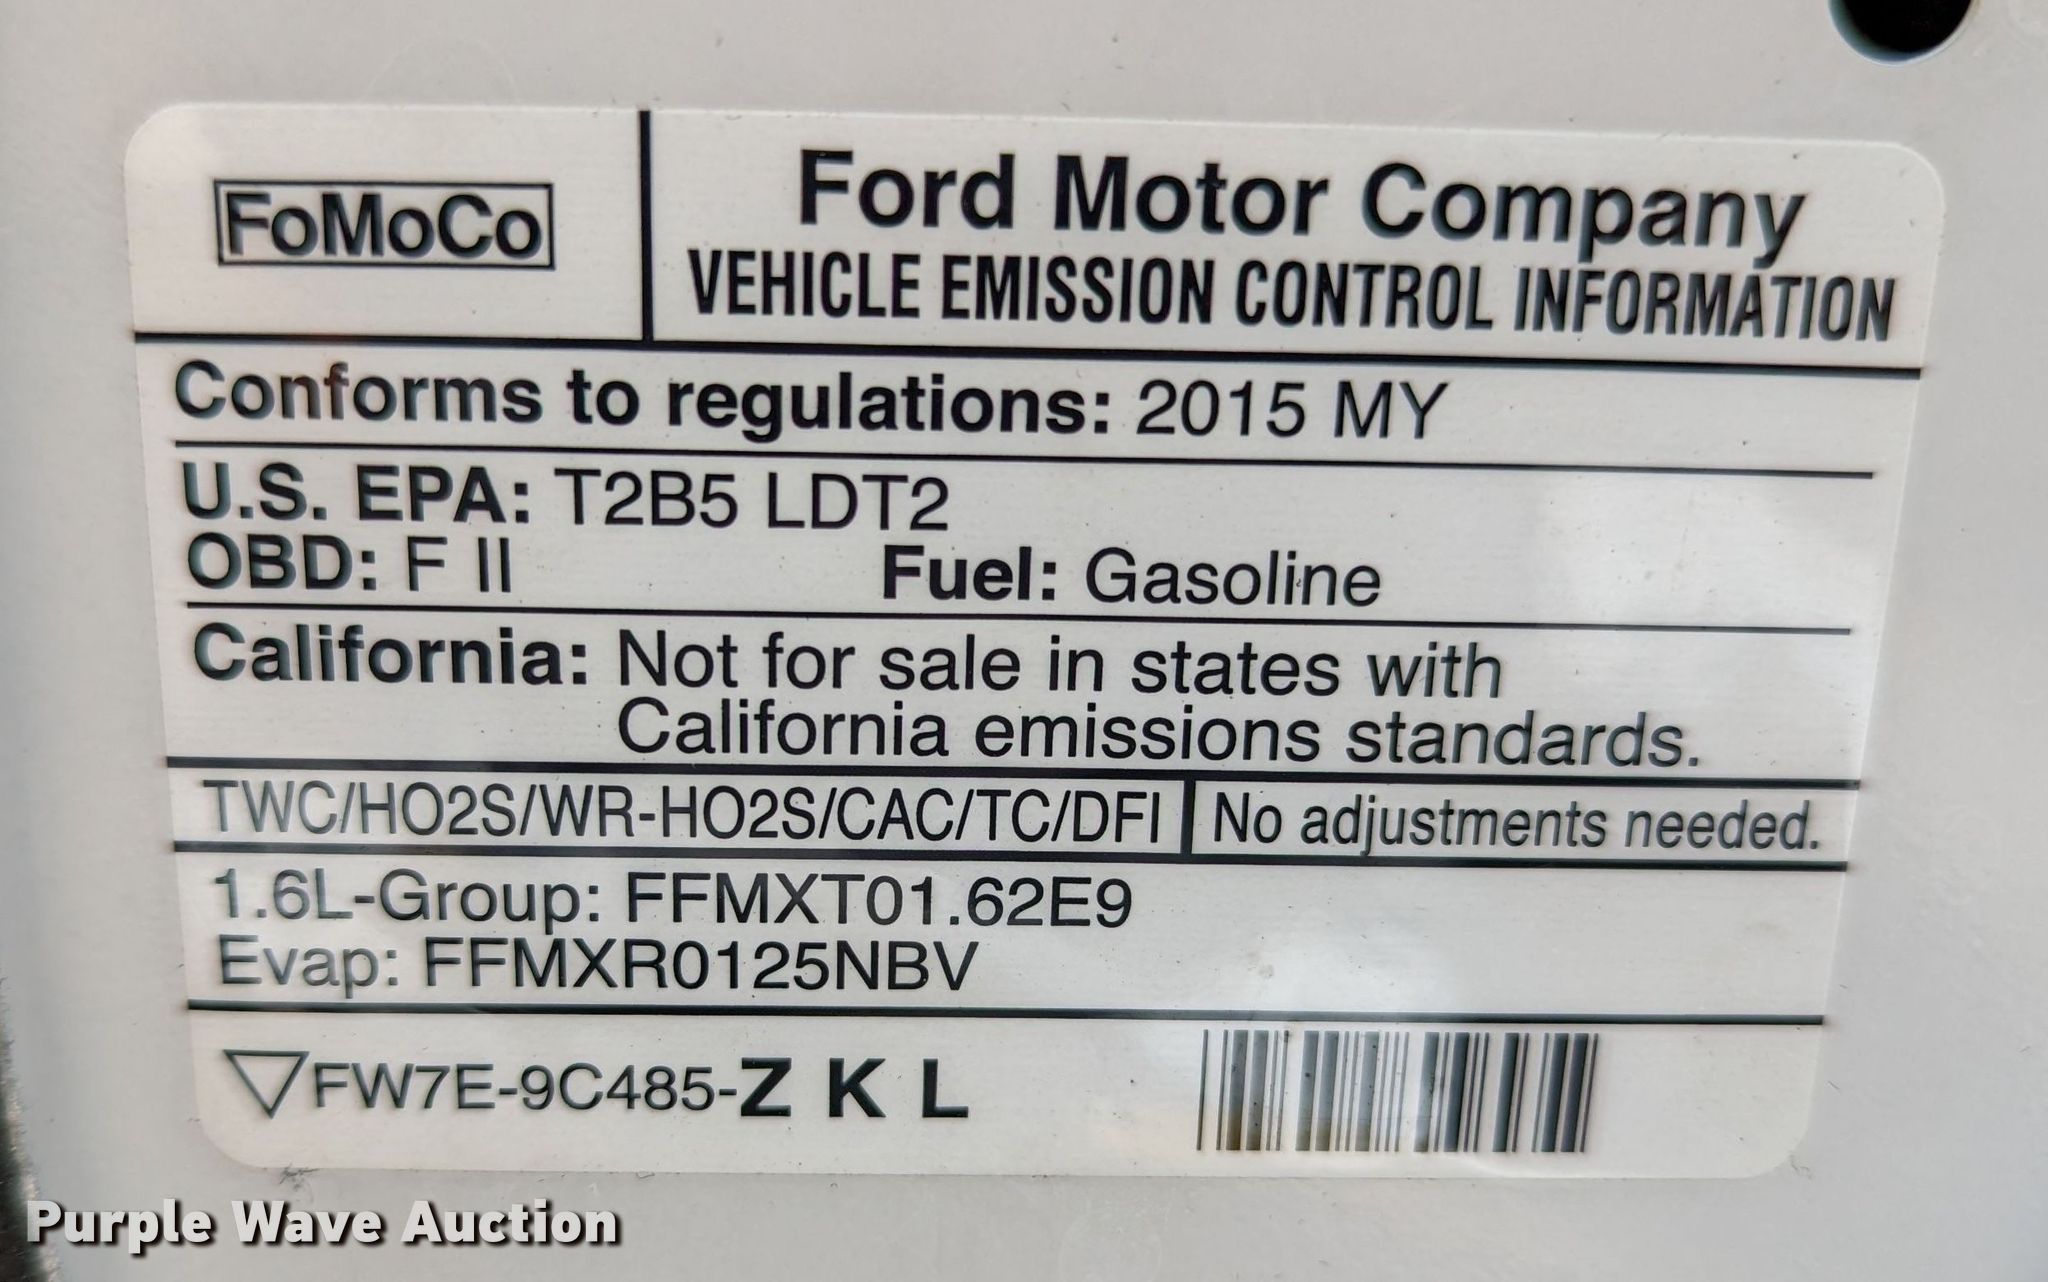 FoMoCo
Ford Motor Company
VEHICLE EMISSION CONTROL INFORMATION
Conforms to regulations: 2015 MY
U.S. EPA: T2B5 LDT2
OBD: F II Fuel: Gasoline
California: Not for sale in states with
California emissions standards.
TWC/HO2S/WR-HO2S/CAC/TC/DFI No adjustments needed.
1.6L-Group: FFMXT01.62E9
Evap: FFMXR0125NBV
▽FW7E-9C485-Z K L
Purple Wave Auction